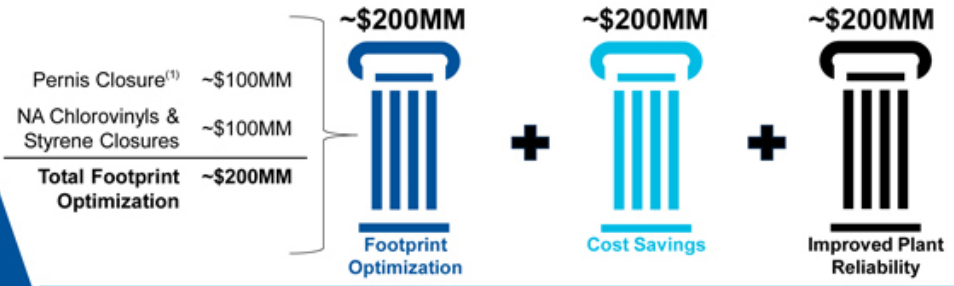 ~$200MM
~$200MM
~$200MM
Pernis Closure(1) ~$100MM
NA Chlorovinyls &
Styrene Closures ~$100MM
Total Footprint ~$200MM
Optimization
Footprint
Optimization
Cost Savings
Improved Plant
Reliability